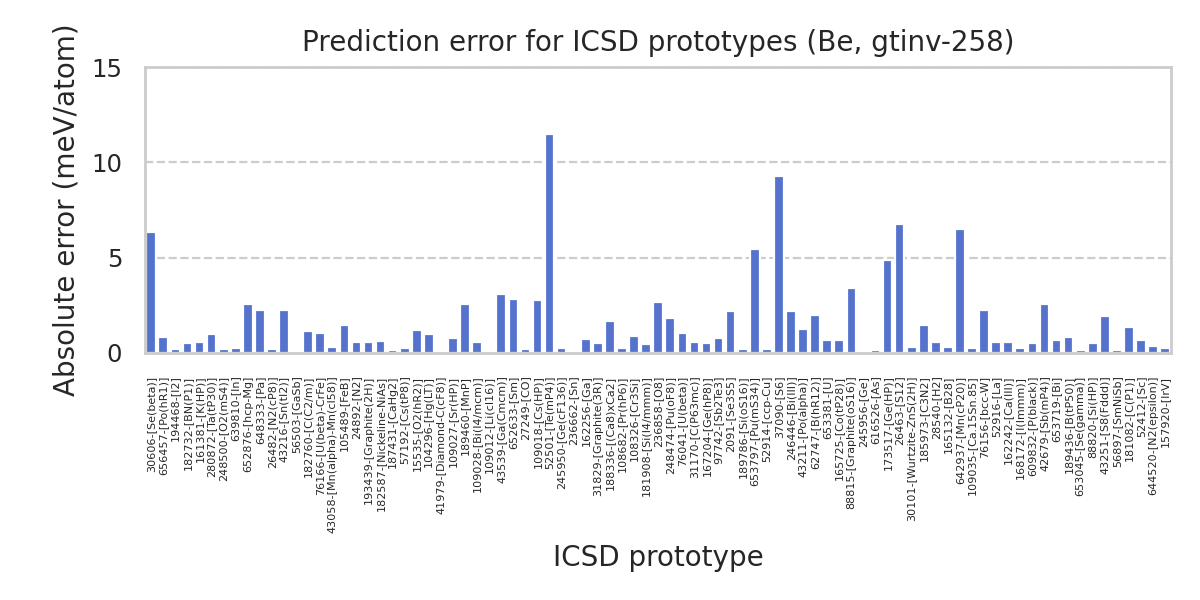 Prediction error for ICSD prototypes (Be, gtinv-258)
Absolute error (meV/atom)
15
10
5
0
30606-[Se(beta)]
656457-[Po(hR1)]
194468-[I2]
182732-[BN(P1)]
161381-[K(HP)]
280872-[Ta(tP30)]
248500-[O2(mS4)]
639810-[In]
652876-[hcp-Mg]
648333-[Pa]
26482-[N2(cP8)]
43216-[Sn(tI2)]
56503-[GaSb]
182760-[C(C2/m)]
76166-[U(beta)-CrFe]
43058-[Mn(alpha)-Mn(cI58)]
105489-[FeB]
24892-[N2]
193439-[Graphite(2H)]
182587-[Nickeline-NiAs]
187431-[CaHg2]
57192-[Cs(tP8)]
15535-[O2(hR2)]
104296-[Hg(LT)]
41979-[Diamond-C(cF8)]
109027-[Sr(HP)]
189460-[MnP]
109028-[Bi(I4/mcm)]
109012-[Li(cI16)]
43539-[Ga(Cmcm)]
652633-[Sm]
27249-[CO]
109018-[Cs(HP)]
52501-[Te(mP4)]
245950-[Ge(cF136)]
236662-[Sn]
162256-[Ga]
31829-[Graphite(3R)]
188336-[(Ca8)xCa2]
108682-[Pr(hP6)]
108326-[Cr3Si]
181908-[Si(I4/mmm)]
236858-[O8]
248474-[Pu(oF8)]
76041-[U(beta)]
31170-[C(P63mc)]
167204-[Ge(hP8)]
97742-[Sb2Te3]
2091-[Se3S5]
189786-[Si(oS16)]
653797-[Pu(mS34)]
52914-[ccp-Cu]
37090-[S6]
246446-[Bi(III)]
43211-[Po(alpha)]
62747-[B(hR12)]
653381-[U]
165725-[Co(tP28)]
88815-[Graphite(oS16)]
245956-[Ge]
616526-[As]
173517-[Ge(HP)]
26463-[S12]
30101-[Wurtzite-ZnS(2H)]
185973-[C3N2]
28540-[H2]
165132-[B28]
642937-[Mn(cP20)]
109035-[Ca.15Sn.85]
76156-[bcc-W]
52916-[La]
162242-[Ca(III)]
168172-[I(Immm)]
609832-[P(black)]
42679-[Sb(mP4)]
653719-[Bi]
189436-[B(tP50)]
653045-[Se(gamma)]
88820-[Si(HP)]
43251-[S8(Fddd)]
56897-[SmNiSb]
181082-[C(P1)]
52412-[Sc]
644520-[N2(epsilon)]
157920-[IrV]
ICSD prototype